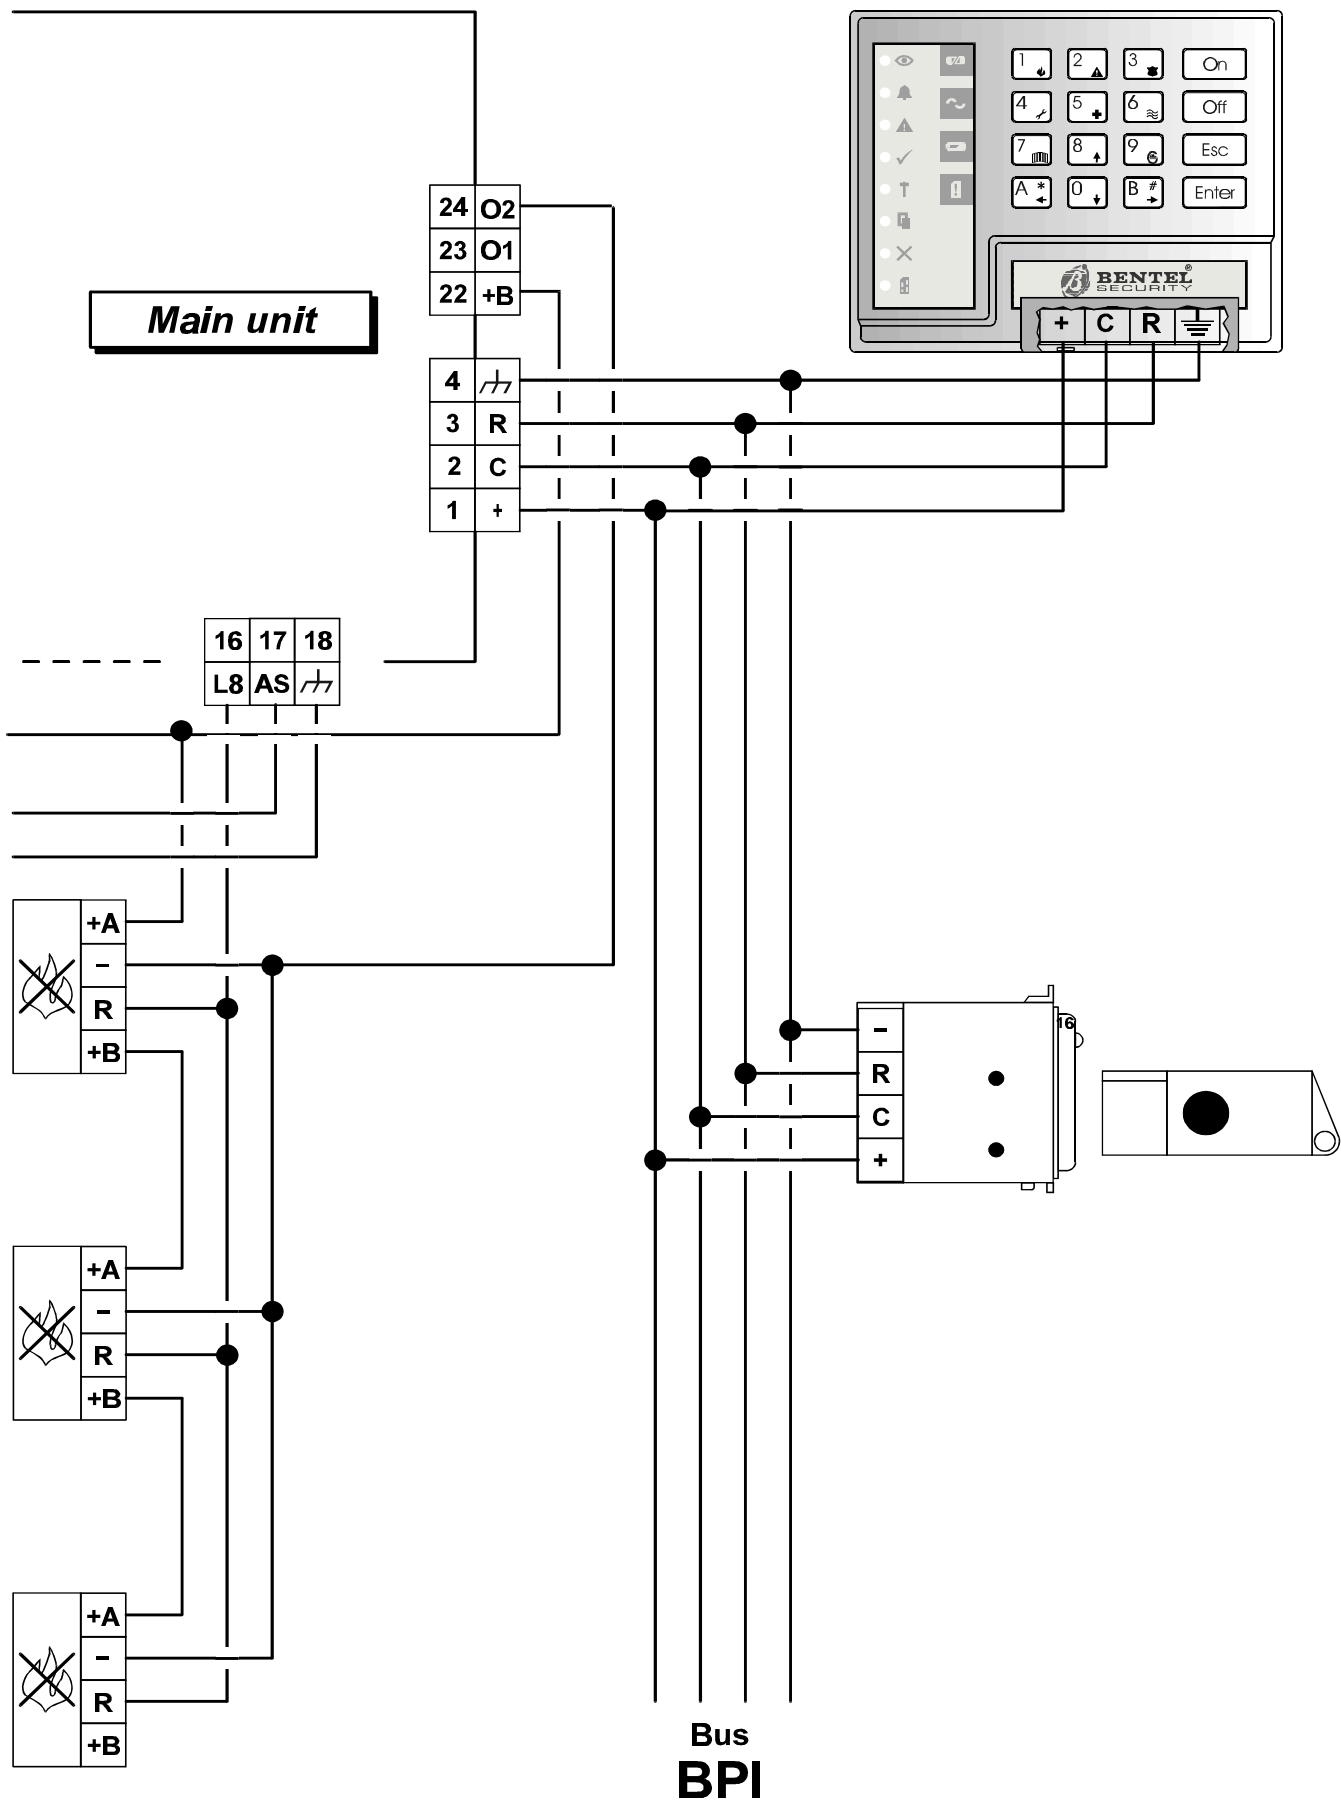 1 2 3 On
4 5 6 Off
7 8 9 Esc
A * 0 B # Enter
BENTEL®
SECURITY
+ C R
24 O2
23 O1
22 +B
Main unit
4
3 R
2 C
1 +
16 17 18
L8 AS
+A
-
R
+B
-
R
C
+
16
+A
-
R
+B
+A
-
R
+B
Bus
BPI